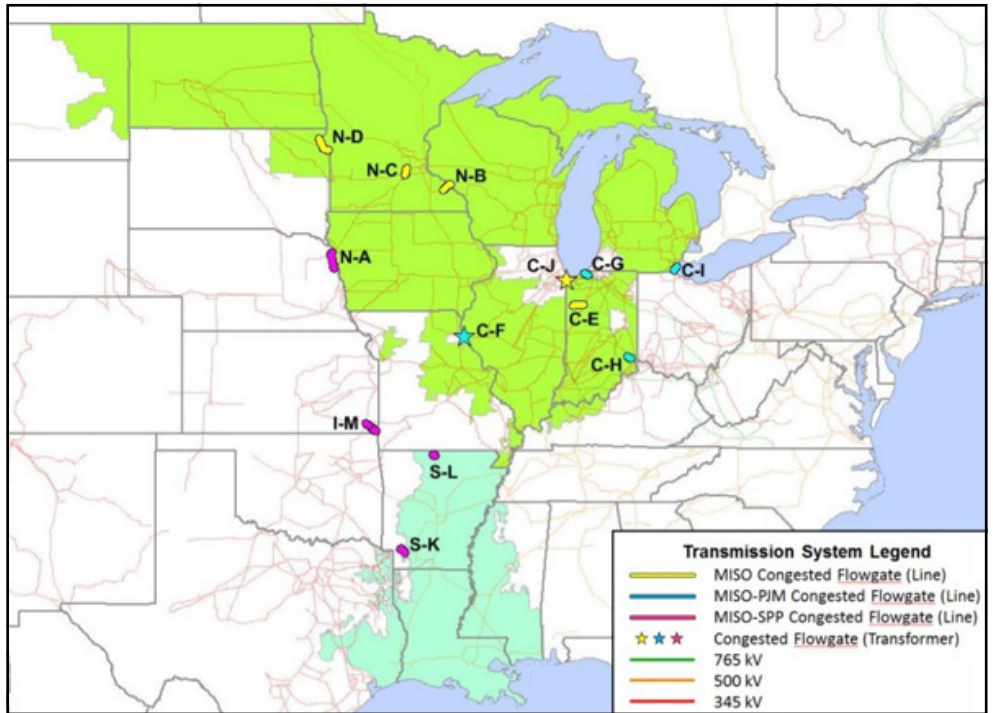 N-D
N-C
N-B
N-A
C-J
C-G
C-I
C-E
C-F
C-H
I-M
S-L
S-K
Transmission System Legend
MISO Congested Flowgate (Line)
MISO-PJM Congested Flowgate (Line)
MISO-SPP Congested Flowgate (Line)
Congested Flowgate (Transformer)
765 kV
500 kV
345 kV